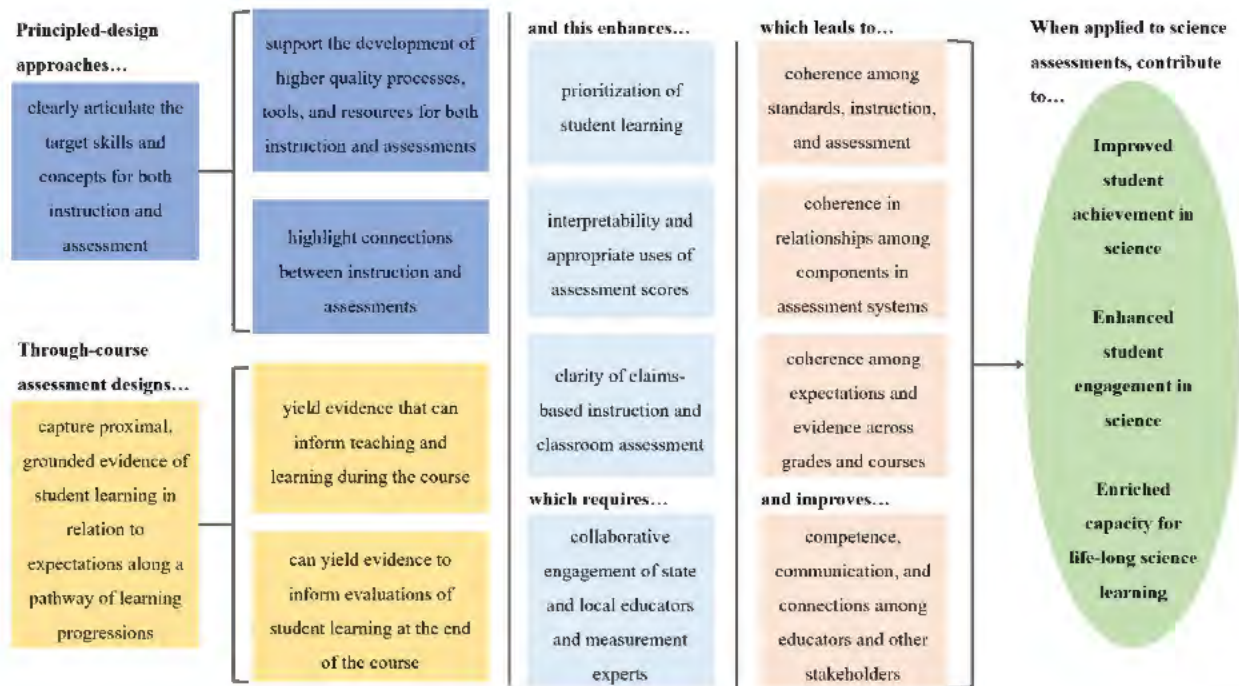 Principled-design
approaches…
clearly articulate the
target skills and
concepts for both
instruction and
assessment
support the development of
higher quality processes,
tools, and resources for both
instruction and assessments
highlight connections
between instruction and
assessments
Through-course
assessment designs…
capture proximal,
grounded evidence of
student learning in
relation to
expectations along a
pathway of learning
progressions
yield evidence that can
inform teaching and
learning during the course
can yield evidence to
inform evaluations of
student learning at the end
of the course
and this enhances…
prioritization of
student learning
interpretability and
appropriate uses of
assessment scores
clarity of claims-
based instruction and
classroom assessment
which requires…
collaborative
engagement of state
and local educators
and measurement
experts
which leads to…
coherence among
standards, instruction,
and assessment
coherence in
relationships among
components in
assessment systems
coherence among
expectations and
evidence across
grades and courses
and improves…
competence,
communication, and
connections among
educators and other
stakeholders
When applied to science
assessments, contribute
to…
Improved
student
achievement in
science
Enhanced
student
engagement in
science
Enriched
capacity for
life-long science
learning